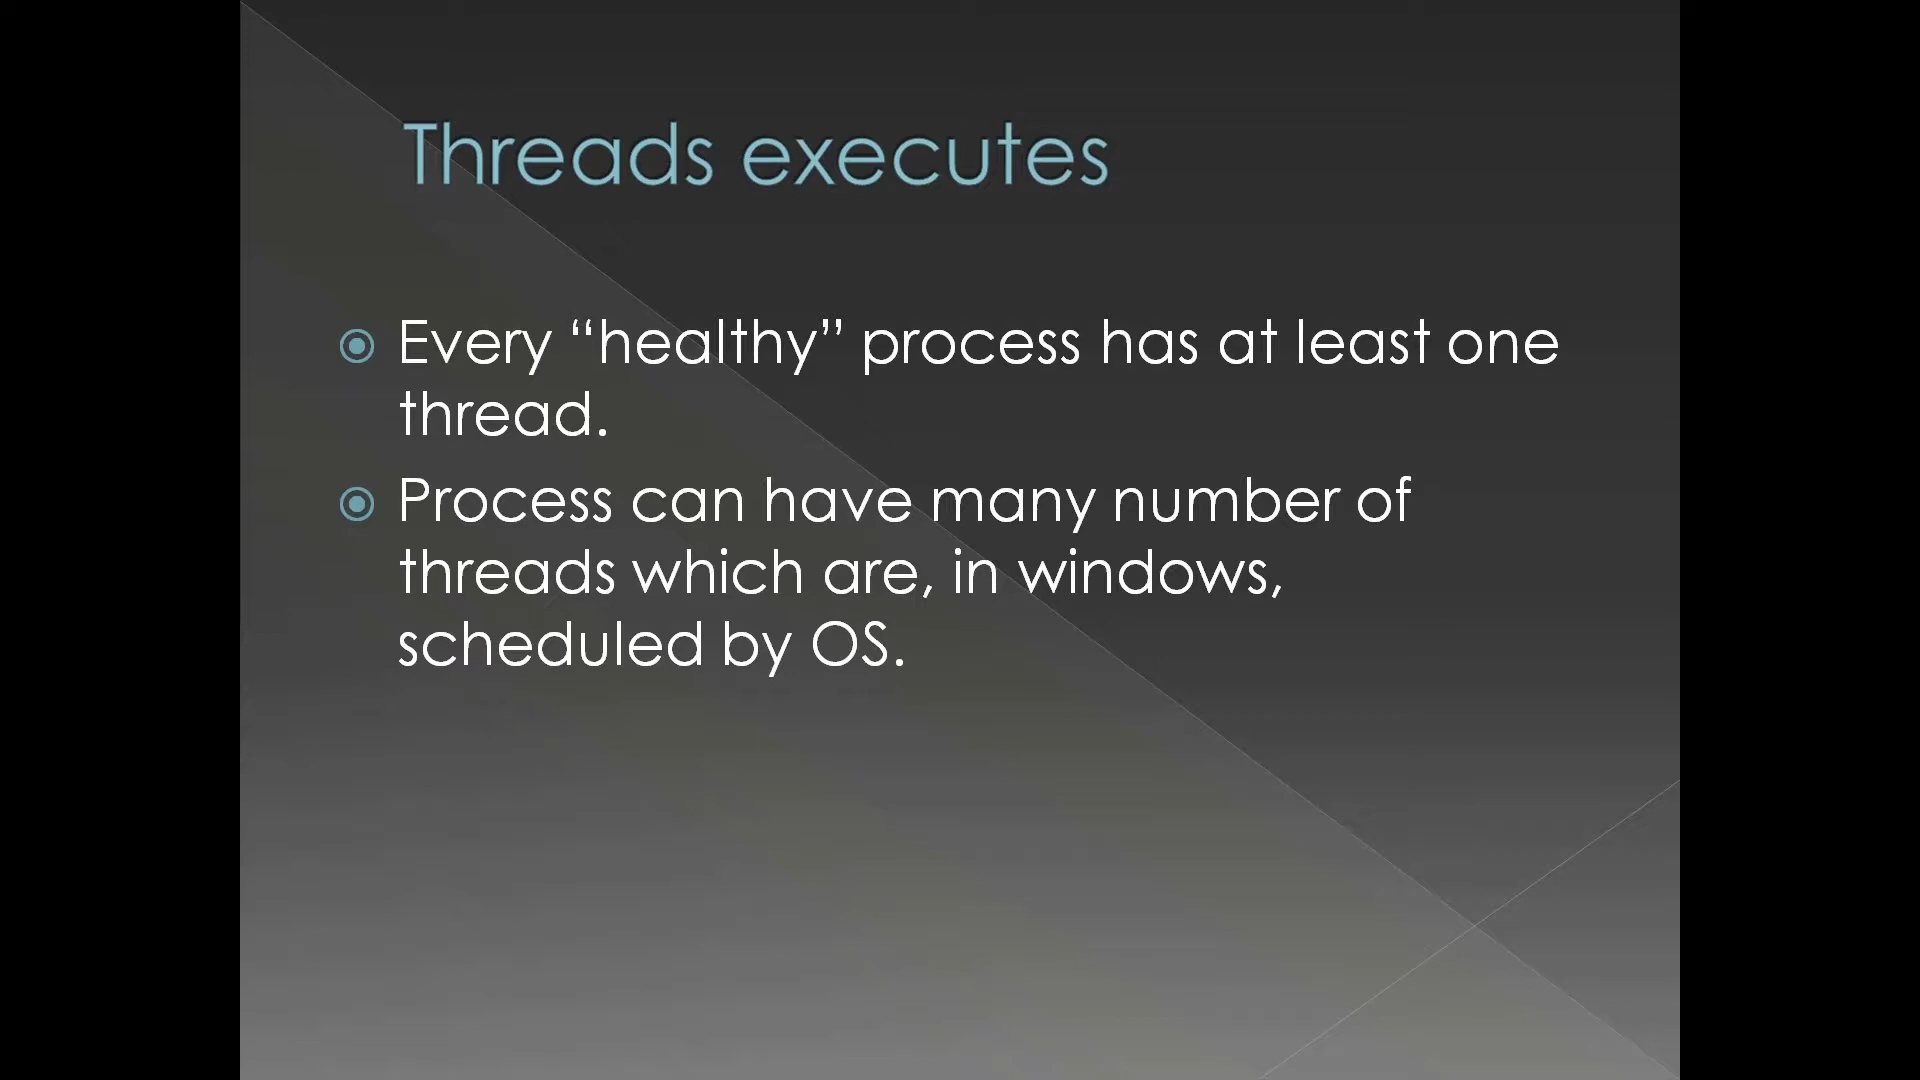 Threads executes
Every “healthy” process has at least one
thread.
Process can have many number of
threads which are, in windows,
scheduled by OS.